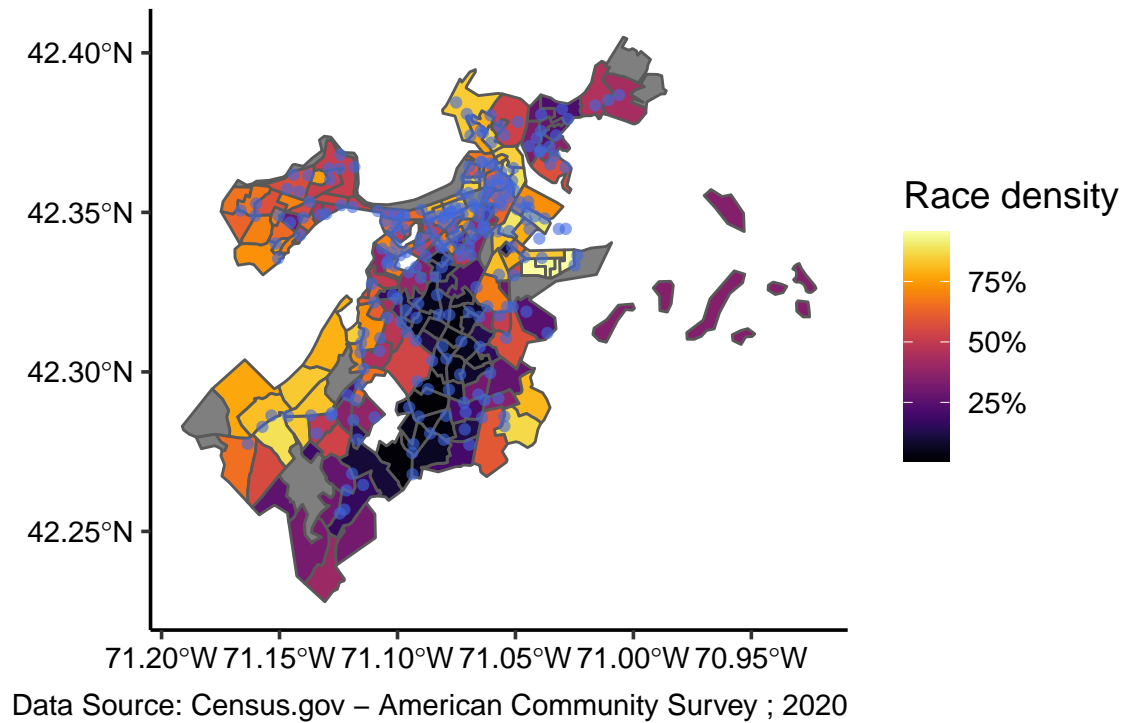 42.40°N
42.35°N
42.30°N
42.25°N
71.20°W 71.15°W 71.10°W 71.05°W 71.00°W 70.95°W
Race density
75%
50%
25%
Data Source: Census.gov – American Community Survey ; 2020